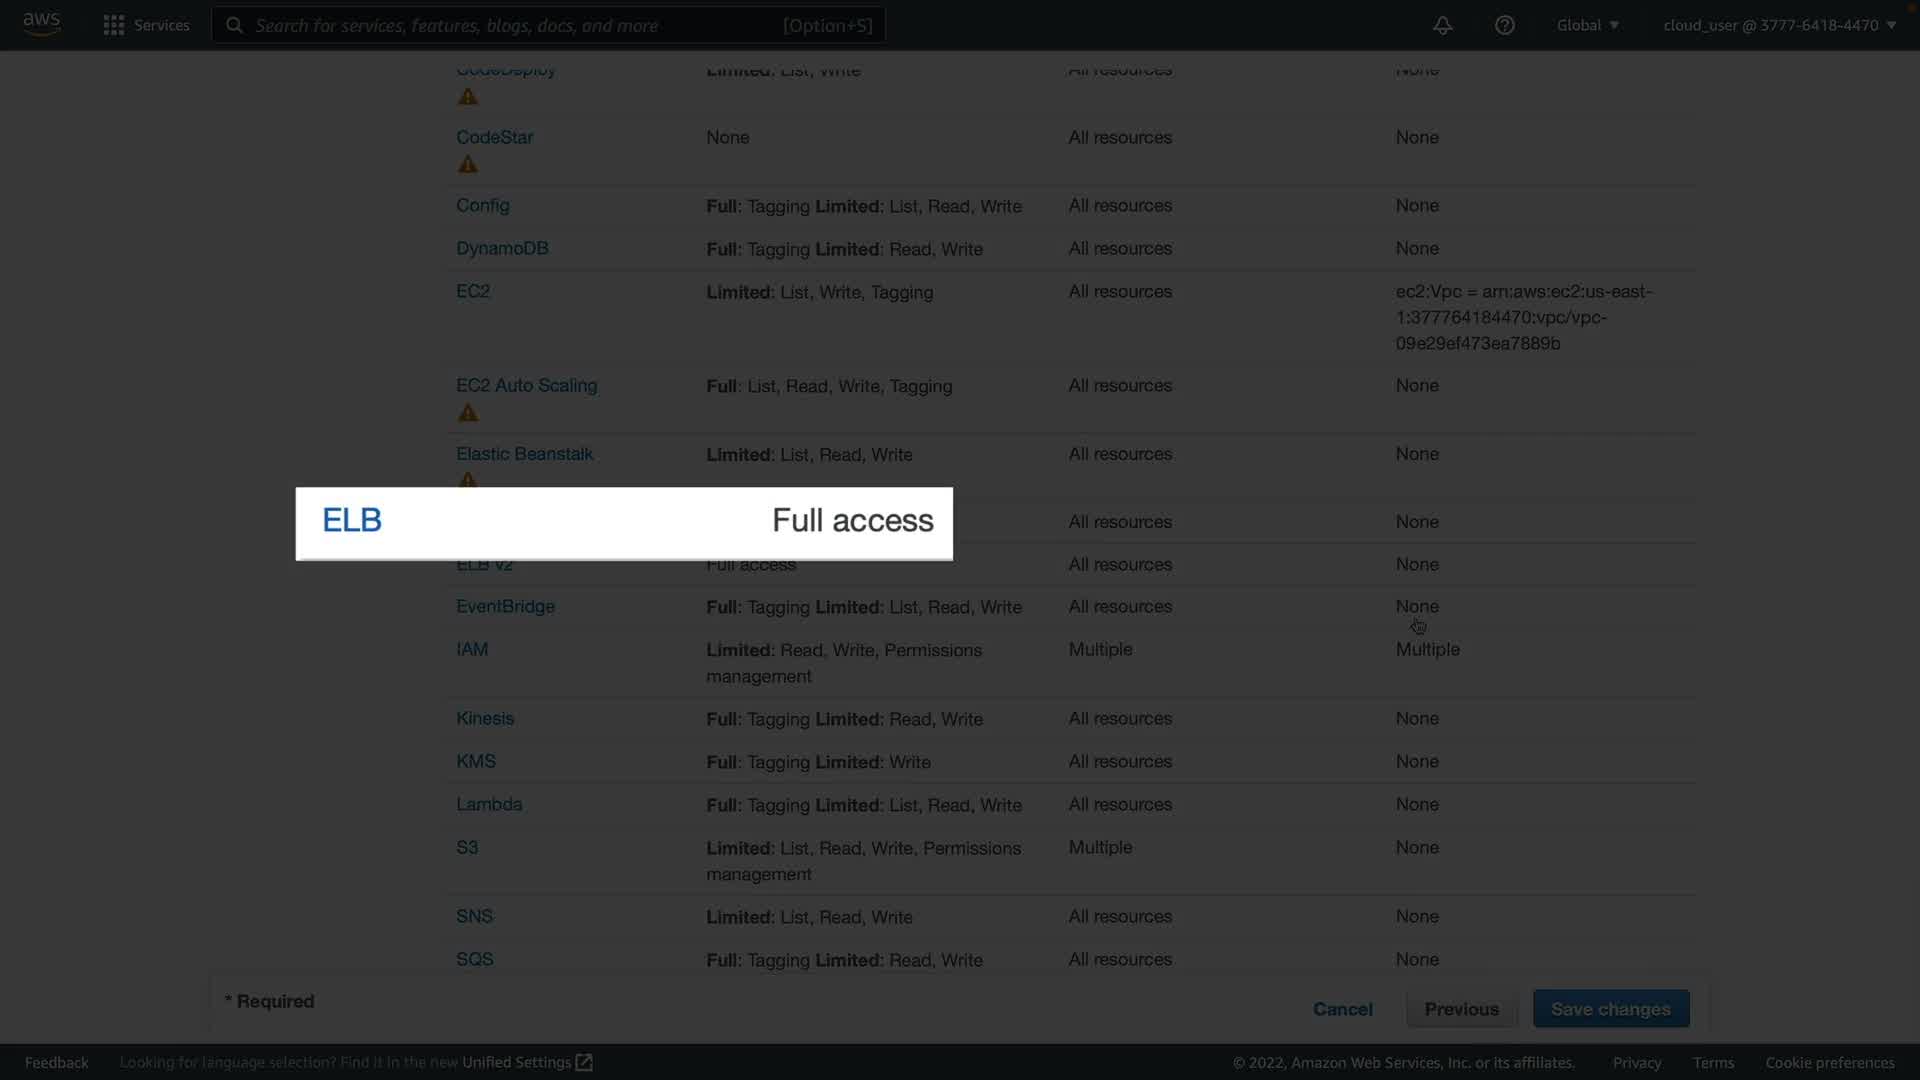 aws Services Search for services, features, blogs, docs, and more [Option+S] Global cloud_user @ 3777-6418-4470
CodeDeploy Limited: List, Write All resources None
CodeStar None All resources None
Config Full: Tagging Limited: List, Read, Write All resources None
DynamoDB Full: Tagging Limited: Read, Write All resources None
EC2 Limited: List, Write, Tagging All resources ec2:Vpc = arn:aws:ec2:us-east-
1:377764184470:vpc/vpc-
09e29ef473ea7889b
EC2 Auto Scaling Full: List, Read, Write, Tagging All resources None
Elastic Beanstalk Limited: List, Read, Write All resources None
ELB Full access All resources None
ELB v2 Full access All resources None
EventBridge Full: Tagging Limited: List, Read, Write All resources None
IAM Limited: Read, Write, Permissions Multiple Multiple
management
Kinesis Full: Tagging Limited: Read, Write All resources None
KMS Full: Tagging Limited: Write All resources None
Lambda Full: Tagging Limited: List, Read, Write All resources None
S3 Limited: List, Read, Write, Permissions Multiple None
management
SNS Limited: List, Read, Write All resources None
SQS Full: Tagging Limited: Read, Write All resources None
* Required Cancel Previous Save changes
Feedback Looking for language selection? Find it in the new Unified Settings © 2022, Amazon Web Services, Inc. or its affiliates. Privacy Terms Cookie preferences